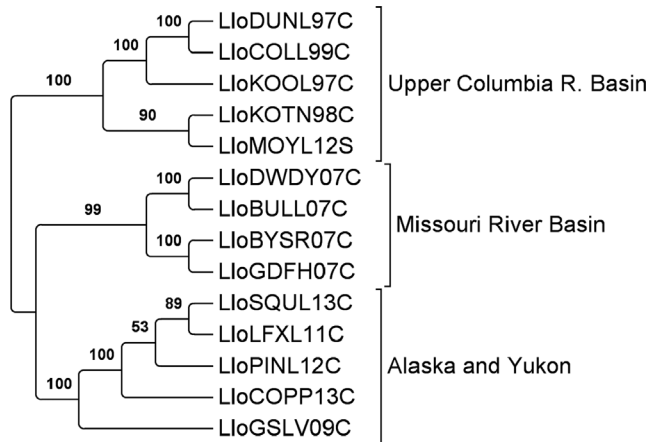 100
LloDUNL97C
100
LloCOLL99C
100
LloKOOL97C
Upper Columbia R. Basin
90
LloKOTN98C
LloMOYL12S
100
LloDWDY07C
99
LloBULL07C
Missouri River Basin
100
LloBYSR07C
LloGDFH07C
89
LloSQUL13C
53
LloLFXL11C
100
LloPINL12C
Alaska and Yukon
100
LloCOPP13C
LloGSLV09C